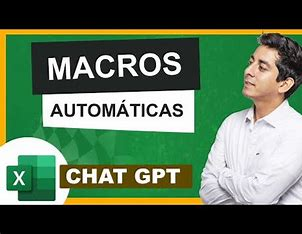 MACROS
AUTOMÁTICAS
X
CHAT GPT